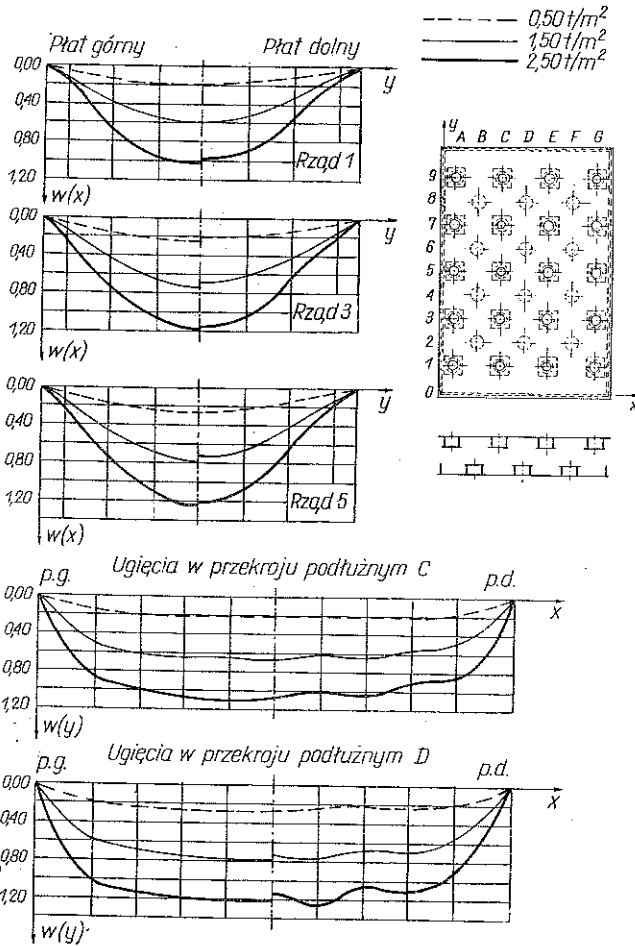 Płat górny Płat dolny
0,00
0,40
0,80
1,20
y
w(x)
Rząd 1
0,00
0,40
0,80
1,20
y
w(x)
Rząd 3
0,00
0,40
0,80
1,20
y
w(x)
Rząd 5
0,50 t/m²
1,50 t/m²
2,50 t/m²
y
A B C D E F G
9
8
7
6
5
4
3
2
1
0
x
Ugięcia w przekroju podłużnym C
p.g. p.d.
0,00
0,40
0,80
1,20
x
w(y)
Ugięcia w przekroju podłużnym D
p.g. p.d.
0,00
0,40
0,80
1,20
x
w(y)